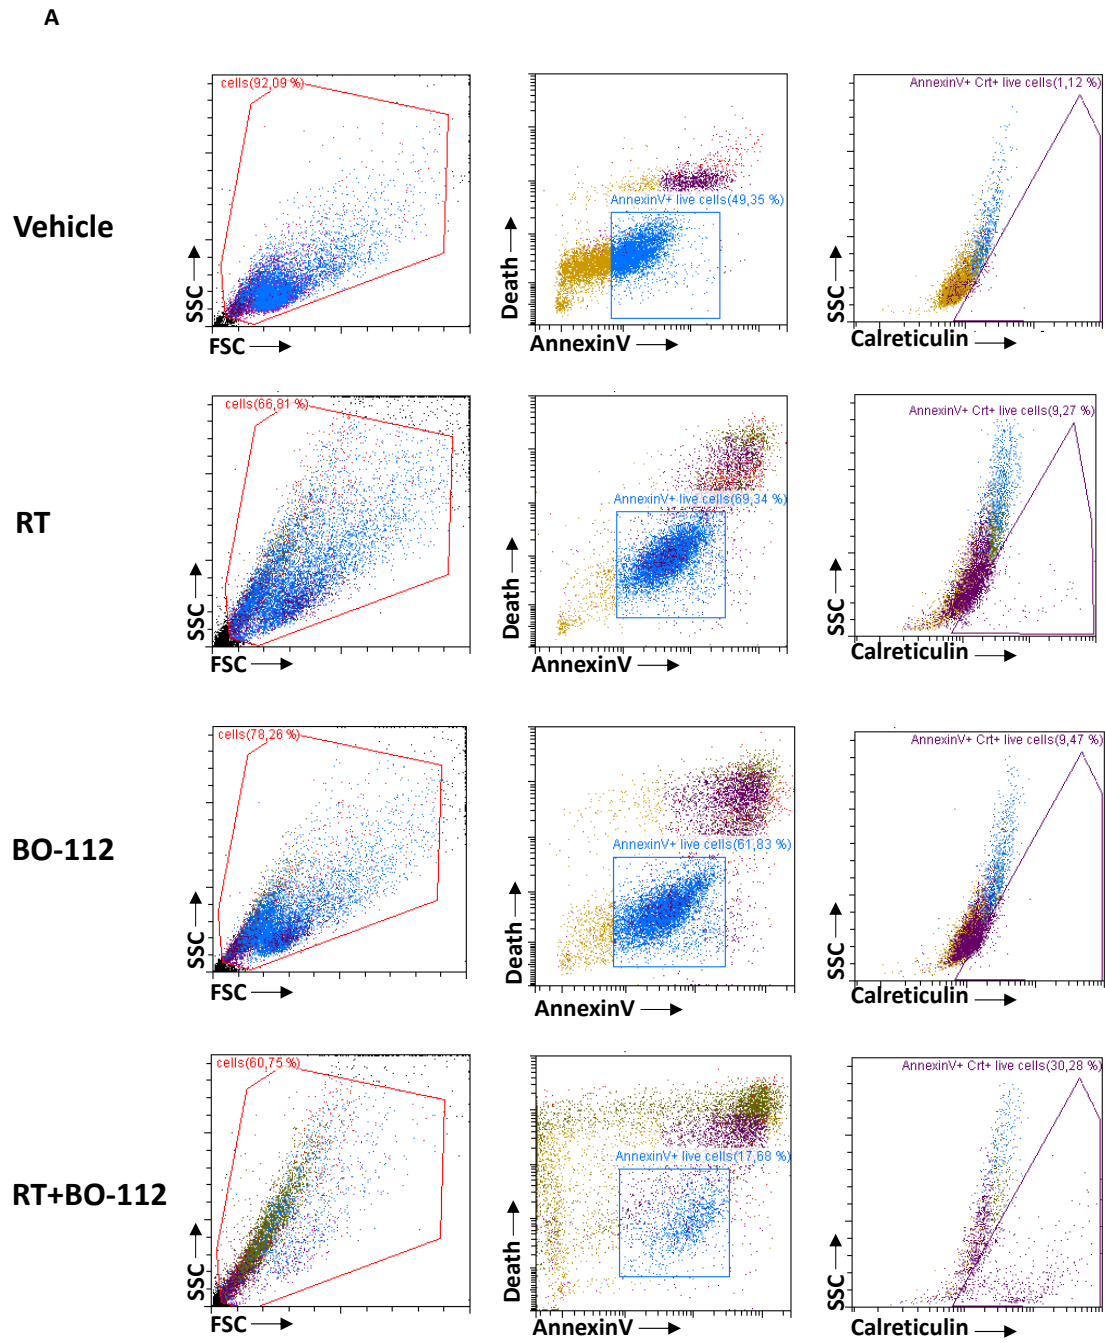 A
cells(92,09 %)
AnnexinV+ Crt+ live cells(1,12 %)
AnnexinV+ live cells(49,35 %)
Vehicle
SSC
Death
SSC
FSC
AnnexinV
Calreticulin
cells(66,81 %)
AnnexinV+ Crt+ live cells(9,27 %)
AnnexinV+ live cells(69,34 %)
RT
SSC
Death
SSC
FSC
AnnexinV
Calreticulin
cells(78,26 %)
AnnexinV+ Crt+ live cells(9,47 %)
AnnexinV+ live cells(61,83 %)
BO-112
SSC
Death
SSC
FSC
AnnexinV
Calreticulin
cells(60,75 %)
AnnexinV+ Crt+ live cells(30,28 %)
AnnexinV+ live cells(17,68 %)
RT+BO-112
SSC
Death
SSC
FSC
AnnexinV
Calreticulin